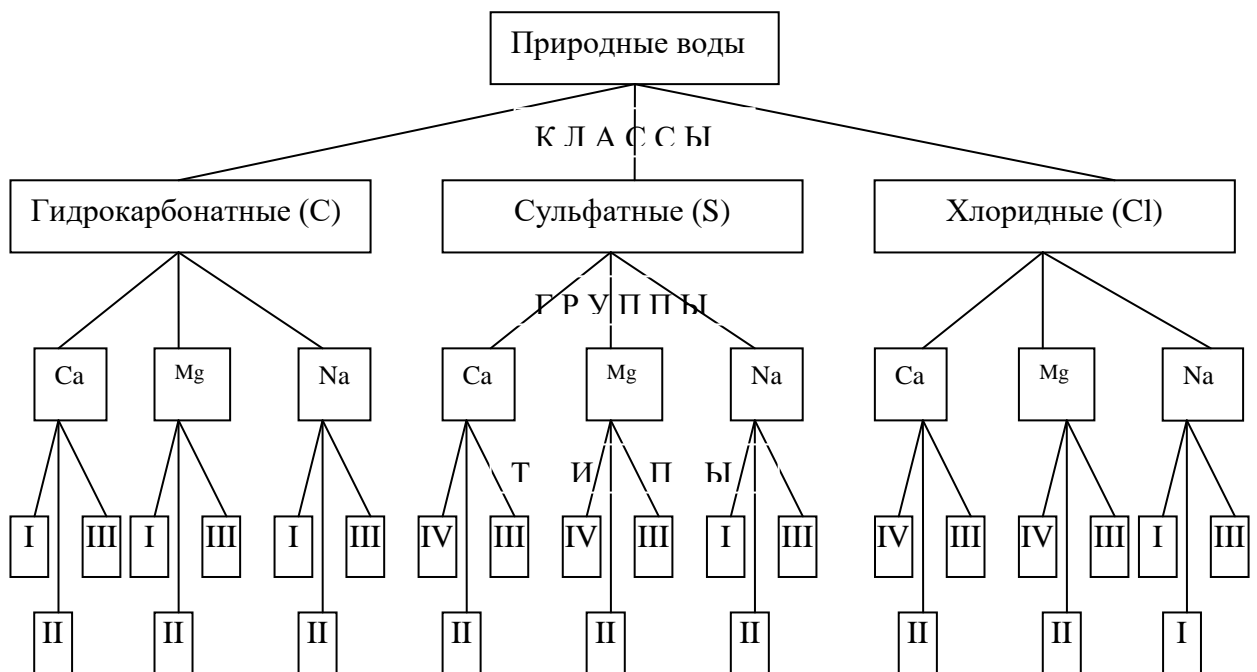 Природные воды
К Л А С С Ы
Гидрокарбонатные (C) Сульфатные (S) Хлоридные (Cl)
Г Р У П П Ы
Ca Mg Na Ca Mg Na Ca Mg Na
Т И П Ы
I III I III I III IV III IV III I III IV III IV III I III
II II II II II II II II I